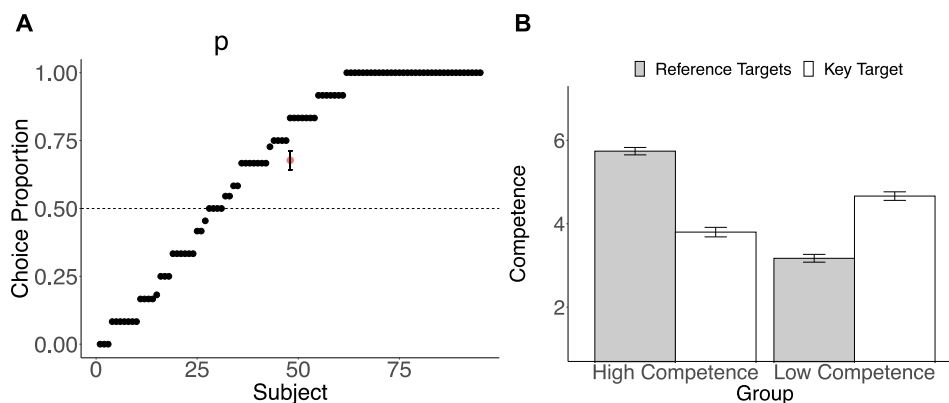 A
p
1.00
0.75
0.50
0.25
0.00
Choice Proportion
0 25 50 75
Subject
B
Reference Targets Key Target
6
4
2
Competence
High Competence Low Competence
Group